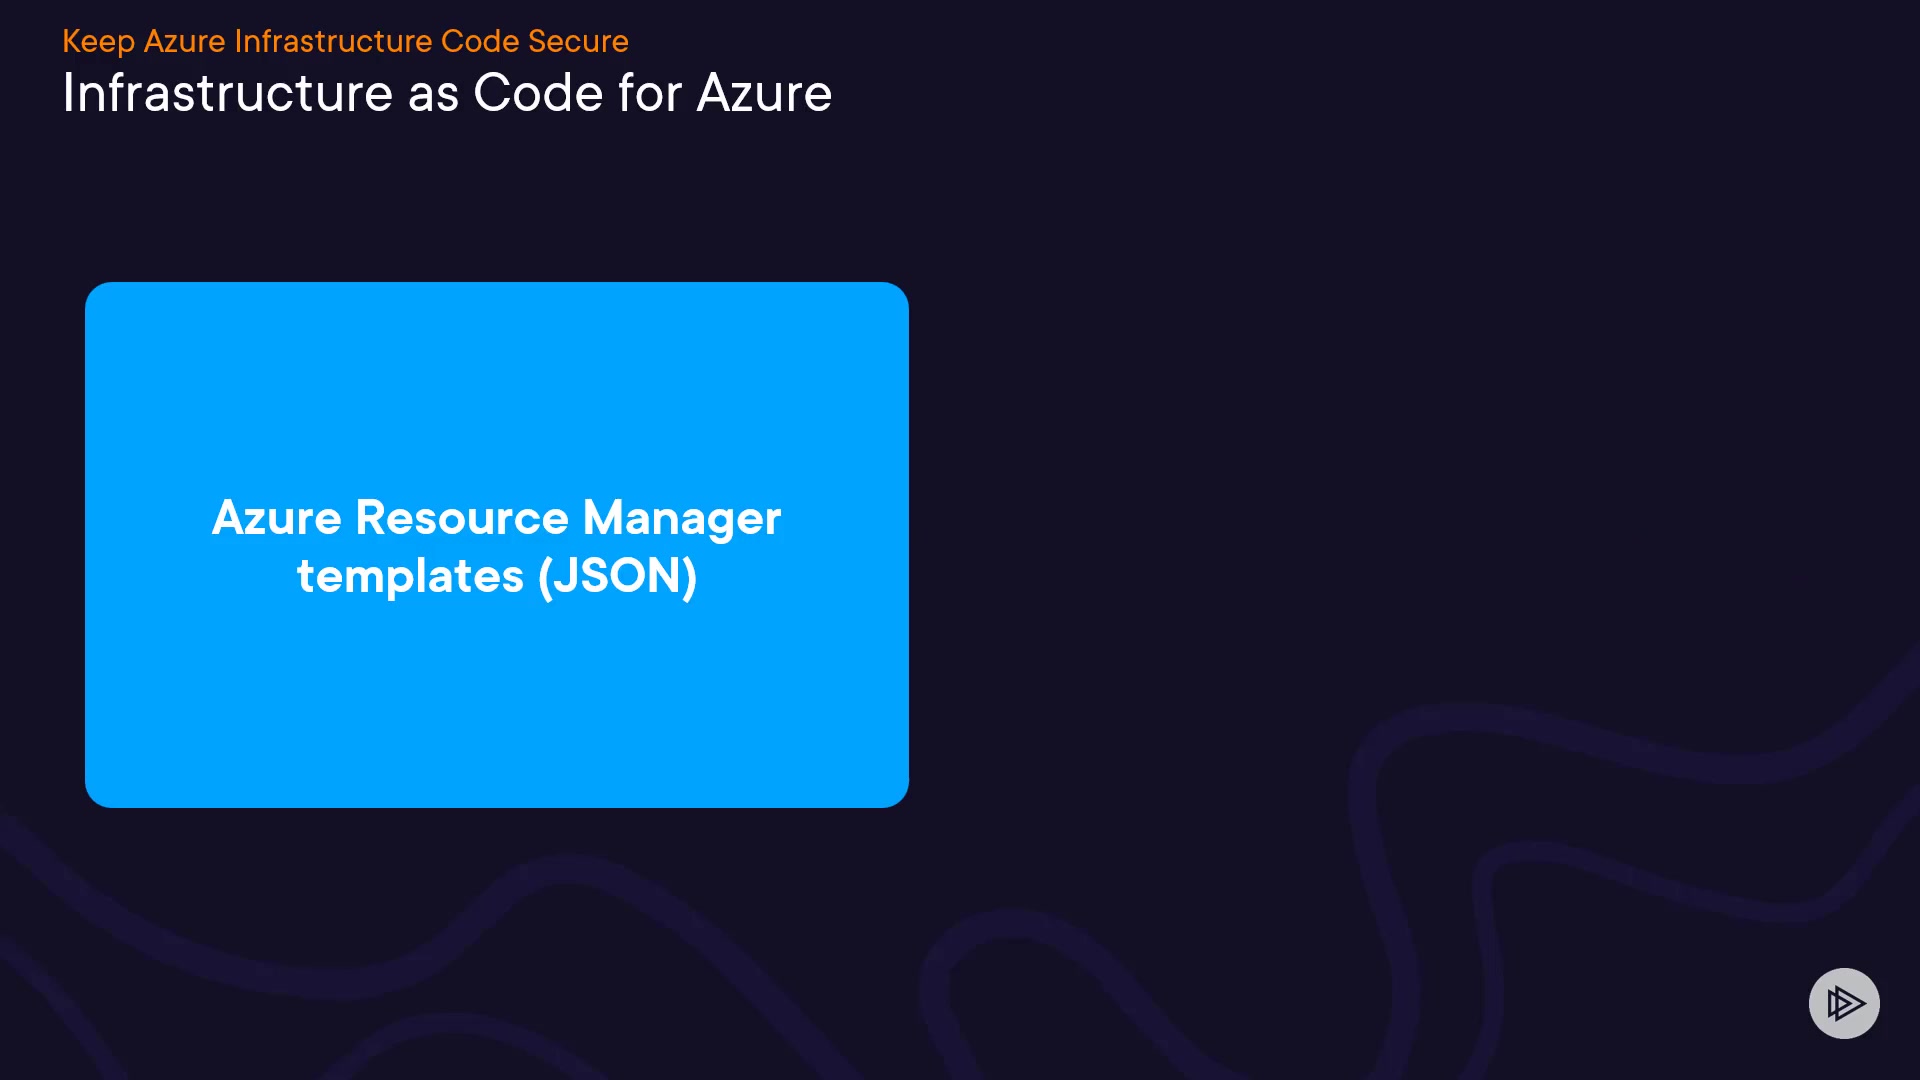 Keep Azure Infrastructure Code Secure
Infrastructure as Code for Azure
Azure Resource Manager
templates (JSON)